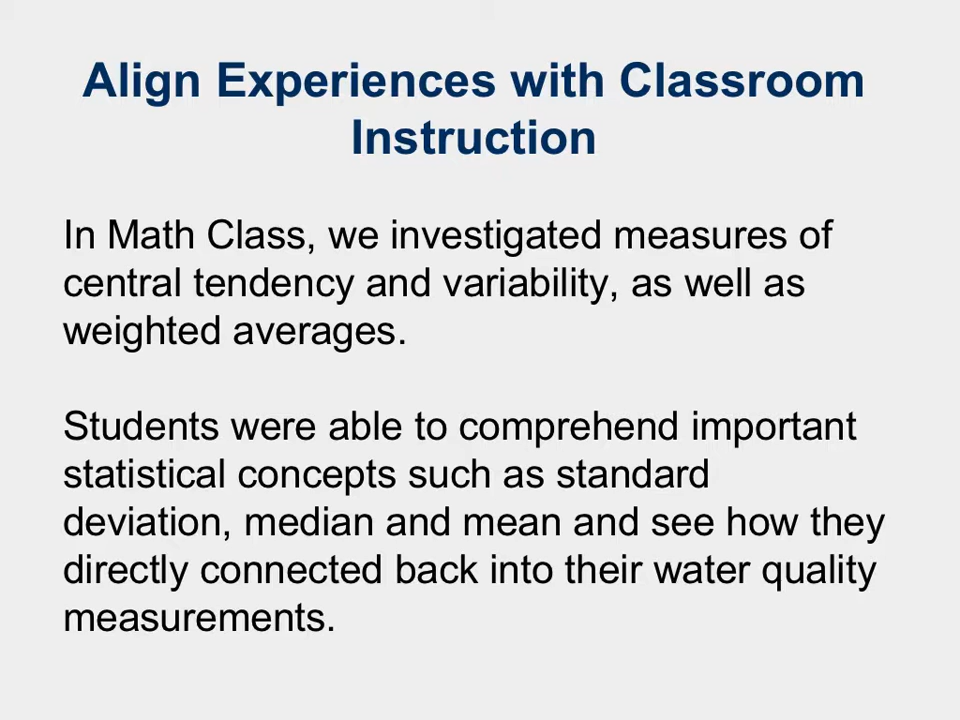 Align Experiences with Classroom
Instruction
In Math Class, we investigated measures of
central tendency and variability, as well as
weighted averages.
Students were able to comprehend important
statistical concepts such as standard
deviation, median and mean and see how they
directly connected back into their water quality
measurements.